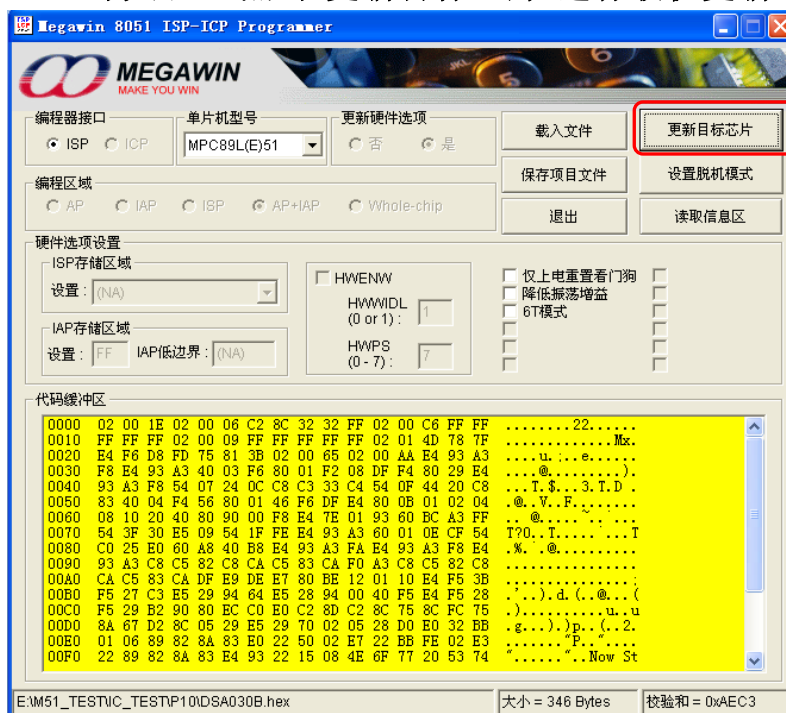 Megawin 8051 ISP-ICP Programmer
MEGAWIN
MAKE YOU WIN
编程器接口
ISP ICP
单片机型号
MPC89L(E)51
更新硬件选项
否 是
载入文件
更新目标芯片
编程区域
AP IAP ISP AP+IAP Whole-chip
保存项目文件
设置脱机模式
退出
读取信息区
硬件选项设置
ISP存储区域
设置: (NA)
IAP存储区域
设置: FF IAP低边界: (NA)
HWENW
HWWIDL
(0 or 1): 1
HWPS
(0 - 7): 7
仅上电重置看门狗
降低振荡增益
6T模式
代码缓冲区
0000 02 00 1E 02 00 06 C2 8C 32 32 FF 02 00 C6 FF FF ........22......
0010 FF FF FF 02 00 09 FF FF FF FF FF 02 01 4D 78 7F .............Mx.
0020 E4 F6 D8 FD 75 81 3B 02 00 65 02 00 AA E4 93 A3 ....u.;..e......
0030 F8 E4 93 A3 40 03 F6 80 01 F2 08 DF F4 80 29 E4 ....@.........).
0040 93 A3 F8 54 07 24 0C C8 C3 33 C4 54 0F 44 20 C8 ...T.$...3.T.D .
0050 83 40 04 F4 56 80 01 46 F6 DF E4 80 0B 01 02 04 .@..V..F........
0060 08 10 20 40 80 90 00 F8 E4 7E 01 93 60 BC A3 FF .. @.....~..`...
0070 54 3F 30 E5 09 54 1F FE E4 93 A3 60 01 0E CF 54 T?0..T.....`...T
0080 C0 25 E0 60 A8 40 B8 E4 93 A3 FA E4 93 A3 F8 E4 .%.`.@..........
0090 93 A3 C8 C5 82 C8 CA C5 83 CA F0 A3 C8 C5 82 C8 ................
00A0 CA C5 83 CA DF E9 DE E7 80 BE 12 01 10 E4 F5 3B ...............;
00B0 F5 27 C3 E5 29 94 64 E5 28 94 00 40 F5 E4 F5 28 .'..).d.(..@...(
00C0 F5 29 B2 90 80 EC C0 E0 C2 8D C2 8C 75 8C FC 75 .)..........u..u
00D0 8A 67 D2 8C 05 29 E5 29 70 02 05 28 D0 E0 32 BB .g...).)p..(..2.
00E0 01 06 89 82 8A 83 E0 22 50 02 E7 22 BB FE 02 E3 ......."P.."....
00F0 22 89 82 8A 83 E4 93 22 15 08 4E 6F 77 20 53 74 "......"..Now St
E:\M51_TEST\IC_TEST\P10\DSA030B.hex
大小 = 346 Bytes
校验和 = 0xAEC3